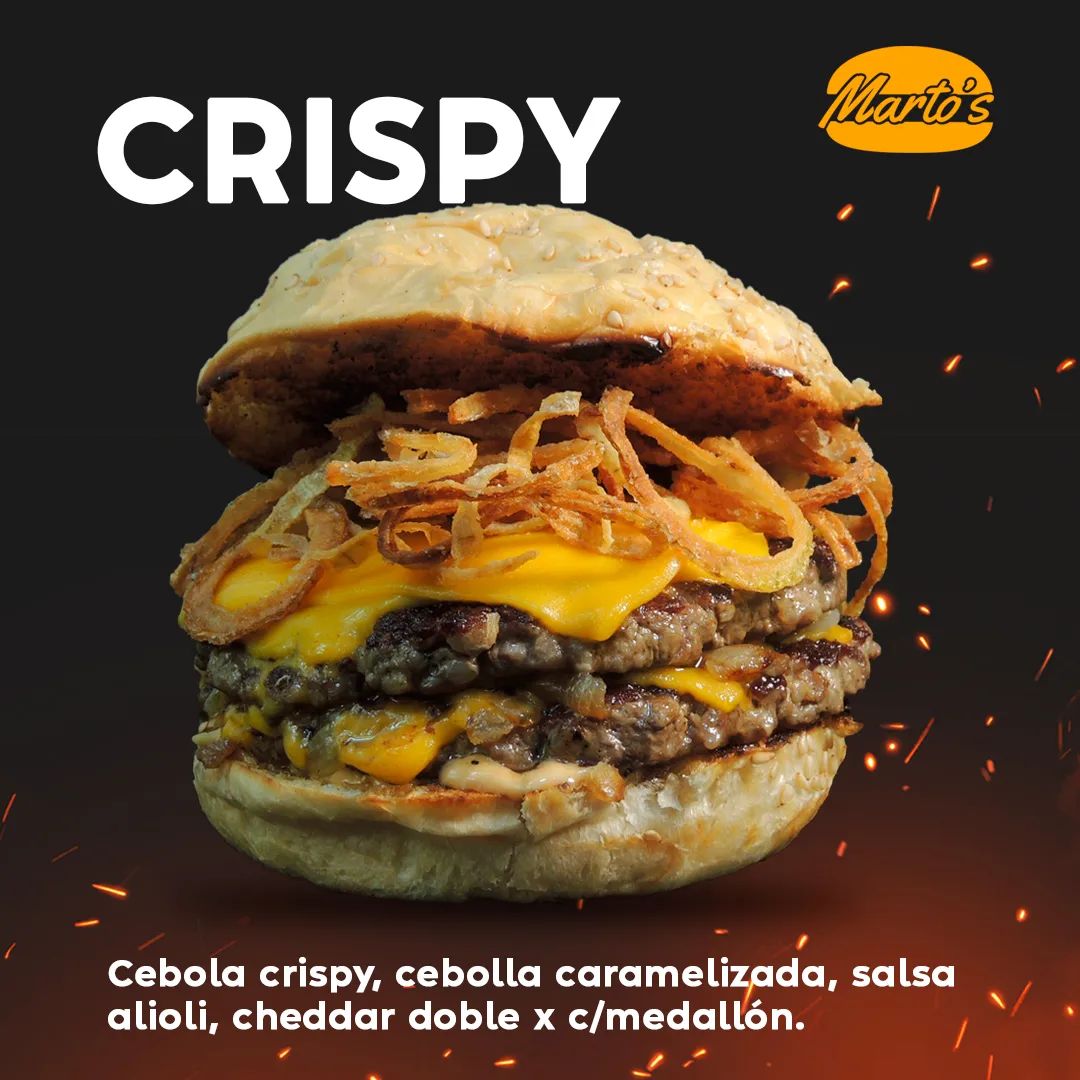 CRISPY
Marto's
Cebola crispy, cebolla caramelizada, salsa
alioli, cheddar doble x c/medallón.